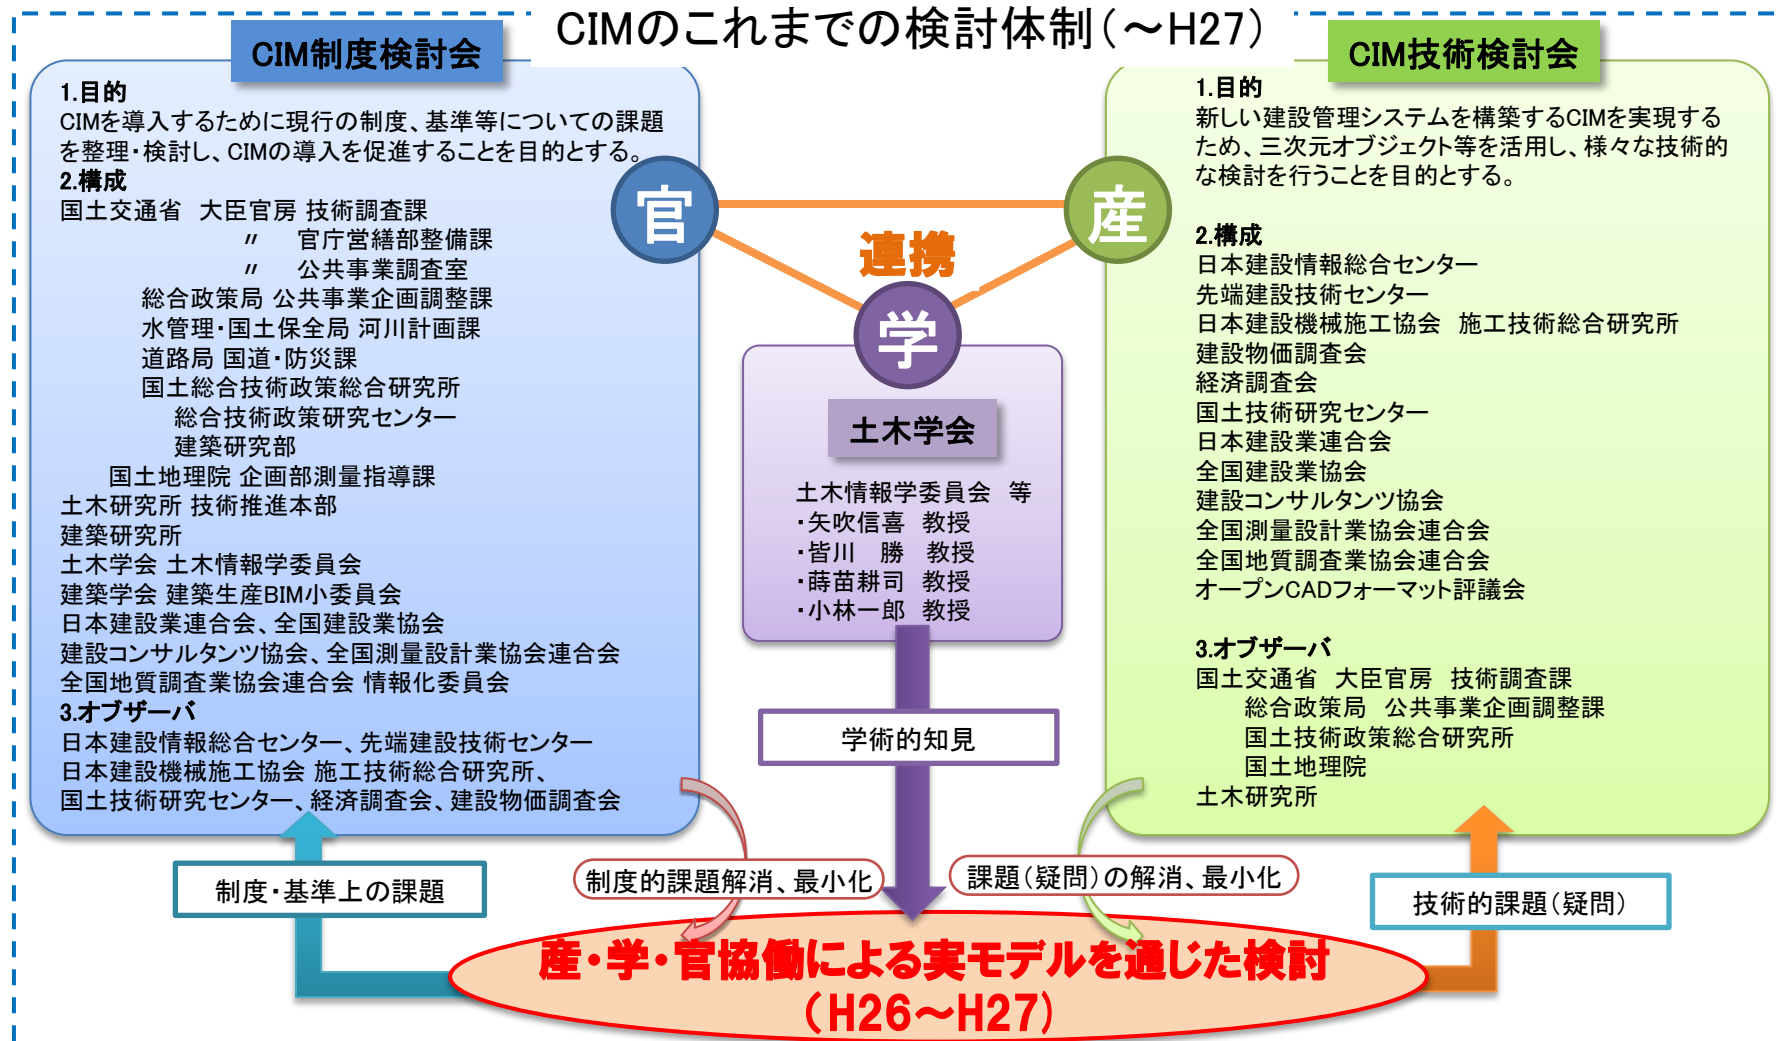 CIMのこれまでの検討体制(～H27)
CIM制度検討会
1.目的
CIMを導入するために現行の制度、基準等についての課題
を整理・検討し、CIMの導入を促進することを目的とする。
2.構成
国土交通省　大臣官房 技術調査課
〃　官庁営繕部整備課
〃　公共事業調査室
総合政策局 公共事業企画調整課
水管理・国土保全局 河川計画課
道路局 国道・防災課
国土総合技術政策総合研究所
総合技術政策研究センター
建築研究部
国土地理院 企画部測量指導課
土木研究所 技術推進本部
建築研究所
土木学会 土木情報学委員会
建築学会 建築生産BIM小委員会
日本建設業連合会、全国建設業協会
建設コンサルタンツ協会、全国測量設計業協会連合会
全国地質調査業協会連合会 情報化委員会
3.オブザーバ
日本建設情報総合センター、先端建設技術センター
日本建設機械施工協会 施工技術総合研究所、
国土技術研究センター、経済調査会、建設物価調査会
官
産
連携
学
土木学会
土木情報学委員会　等
・矢吹信喜　教授
・皆川　勝　教授
・蒔苗耕司　教授
・小林一郎　教授
学術的知見
CIM技術検討会
1.目的
新しい建設管理システムを構築するCIMを実現する
ため、三次元オブジェクト等を活用し、様々な技術的
な検討を行うことを目的とする。
2.構成
日本建設情報総合センター
先端建設技術センター
日本建設機械施工協会　施工技術総合研究所
建設物価調査会
経済調査会
国土技術研究センター
日本建設業連合会
全国建設業協会
建設コンサルタンツ協会
全国測量設計業協会連合会
全国地質調査業協会連合会
オープンCADフォーマット評議会
3.オブザーバ
国土交通省　大臣官房　技術調査課
総合政策局　公共事業企画調整課
国土技術政策総合研究所
国土地理院
土木研究所
制度・基準上の課題
制度的課題解消、最小化
課題(疑問)の解消、最小化
技術的課題(疑問)
産・学・官協働による実モデルを通じた検討
(H26～H27)